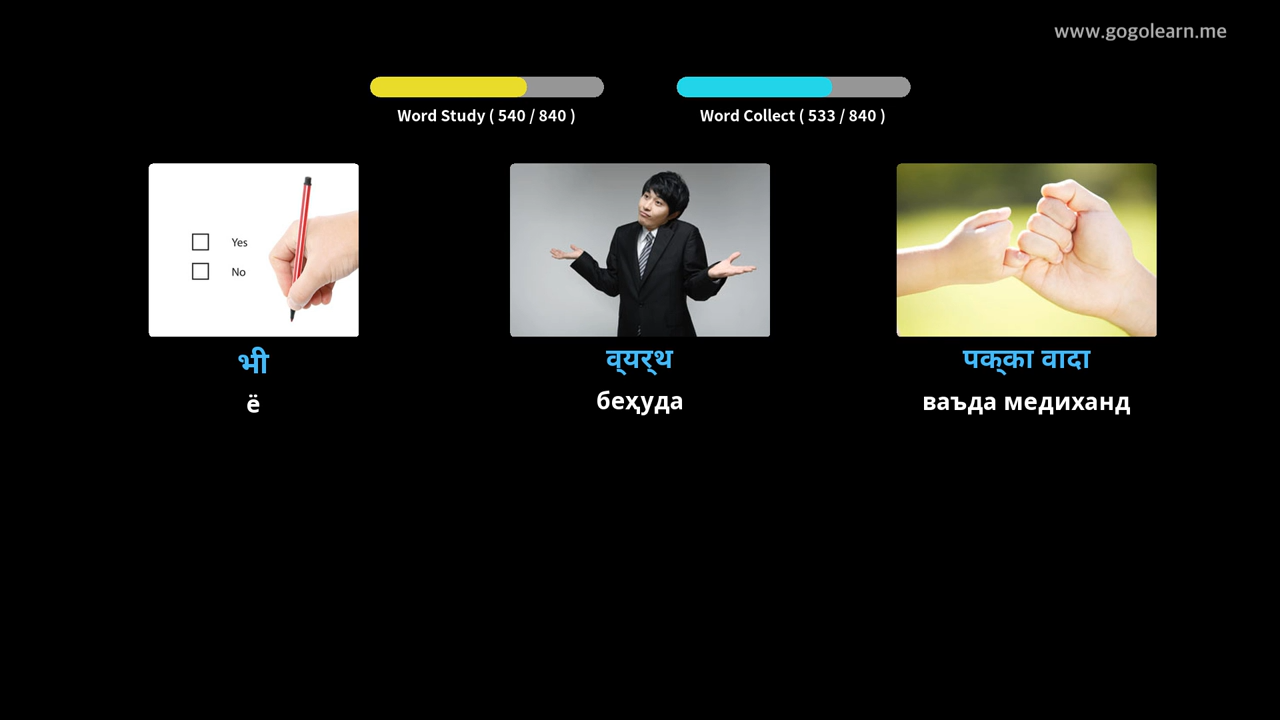 www.gogolearn.me
Word Study ( 540 / 840 )
Word Collect ( 533 / 840 )
Yes
No
भी
व्यर्थ
पक्का वादा
ё
беҳуда
ваъда медиханд